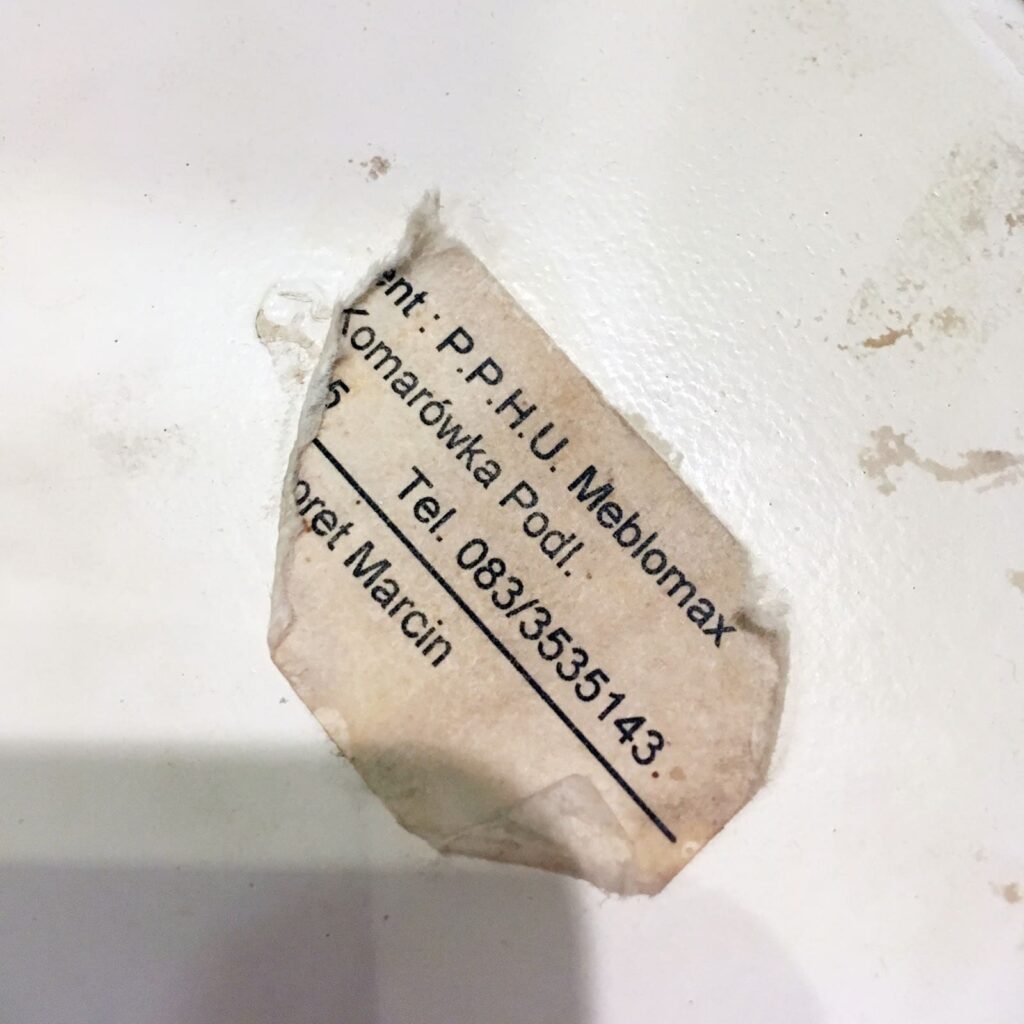 ent : P.P.H.U. Meblomax
Komarówka Podl.
5 Tel. 083/3535143
oret Marcin